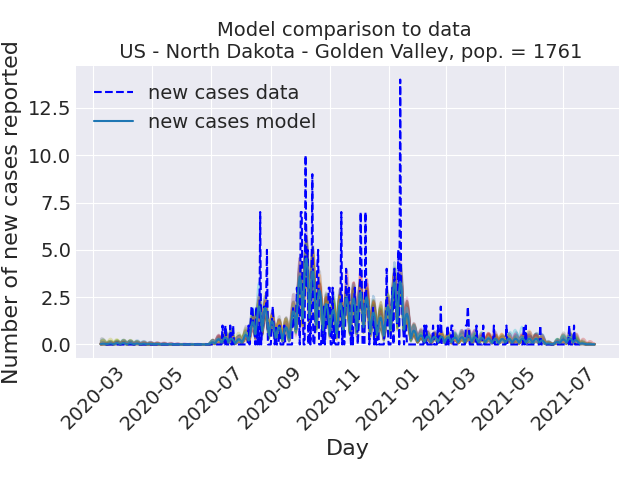 Model comparison to data
US - North Dakota - Golden Valley, pop. = 1761
Number of new cases reported
new cases data
new cases model
12.5
10.0
7.5
5.0
2.5
0.0
2020-03
2020-05
2020-07
2020-09
2020-11
2021-01
2021-03
2021-05
2021-07
Day